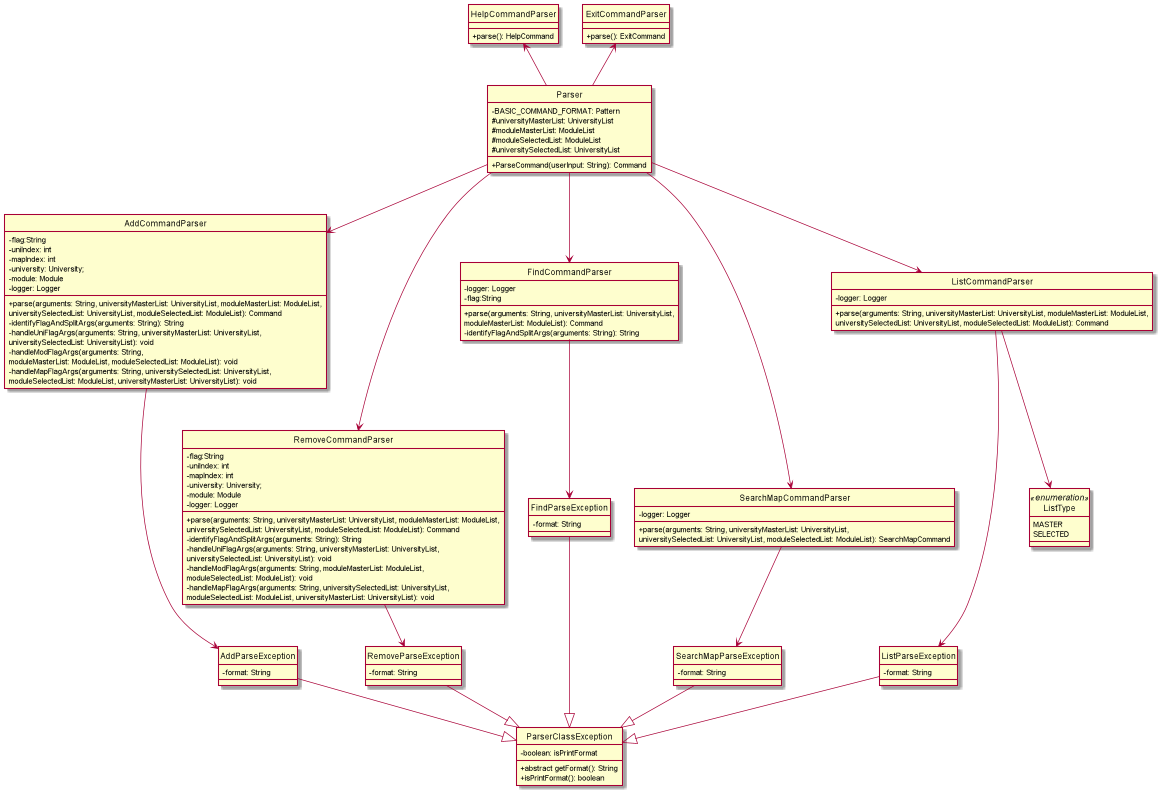 HelpCommandParser
+parse(): HelpCommand
ExitCommandParser
+parse(): ExitCommand
Parser
-BASIC_COMMAND_FORMAT: Pattern
#universityMasterList: UniversityList
#moduleMasterList: ModuleList
#moduleSelectedList: ModuleList
#universitySelectedList: UniversityList
+ParseCommand(userInput: String): Command
AddCommandParser
-flag:String
-uniIndex: int
-mapIndex: int
-university: University;
-module: Module
-logger: Logger
+parse(arguments: String, universityMasterList: UniversityList, moduleMasterList: ModuleList,
universitySelectedList: UniversityList, moduleSelectedList: ModuleList): Command
-identifyFlagAndSplitArgs(arguments: String): String
-handleUniFlagArgs(arguments: String, universityMasterList: UniversityList,
universitySelectedList: UniversityList): void
-handleModFlagArgs(arguments: String,
moduleMasterList: ModuleList, moduleSelectedList: ModuleList): void
-handleMapFlagArgs(arguments: String, universitySelectedList: UniversityList,
moduleSelectedList: ModuleList, universityMasterList: UniversityList): void
FindCommandParser
-logger: Logger
-flag:String
+parse(arguments: String, universityMasterList: UniversityList,
moduleMasterList: ModuleList): Command
-identifyFlagAndSplitArgs(arguments: String): String
ListCommandParser
-logger: Logger
+parse(arguments: String, universityMasterList: UniversityList, moduleMasterList: ModuleList,
universitySelectedList: UniversityList, moduleSelectedList: ModuleList): Command
RemoveCommandParser
-flag:String
-uniIndex: int
-mapIndex: int
-university: University;
-module: Module
-logger: Logger
+parse(arguments: String, universityMasterList: UniversityList, moduleMasterList: ModuleList,
universitySelectedList: UniversityList, moduleSelectedList: ModuleList): Command
-identifyFlagAndSplitArgs(arguments: String): String
-handleUniFlagArgs(arguments: String, universityMasterList: UniversityList,
universitySelectedList: UniversityList): void
-handleModFlagArgs(arguments: String, moduleMasterList: ModuleList,
moduleSelectedList: ModuleList): void
-handleMapFlagArgs(arguments: String, universitySelectedList: UniversityList,
moduleSelectedList: ModuleList, universityMasterList: UniversityList): void
FindParseException
-format: String
SearchMapCommandParser
-logger: Logger
+parse(arguments: String, universityMasterList: UniversityList,
universitySelectedList: UniversityList, moduleSelectedList: ModuleList): SearchMapCommand
«enumeration»
ListType
MASTER
SELECTED
AddParseException
-format: String
RemoveParseException
-format: String
SearchMapParseException
-format: String
ListParseException
-format: String
ParserClassException
-boolean: isPrintFormat
+abstract getFormat(): String
+isPrintFormat(): boolean